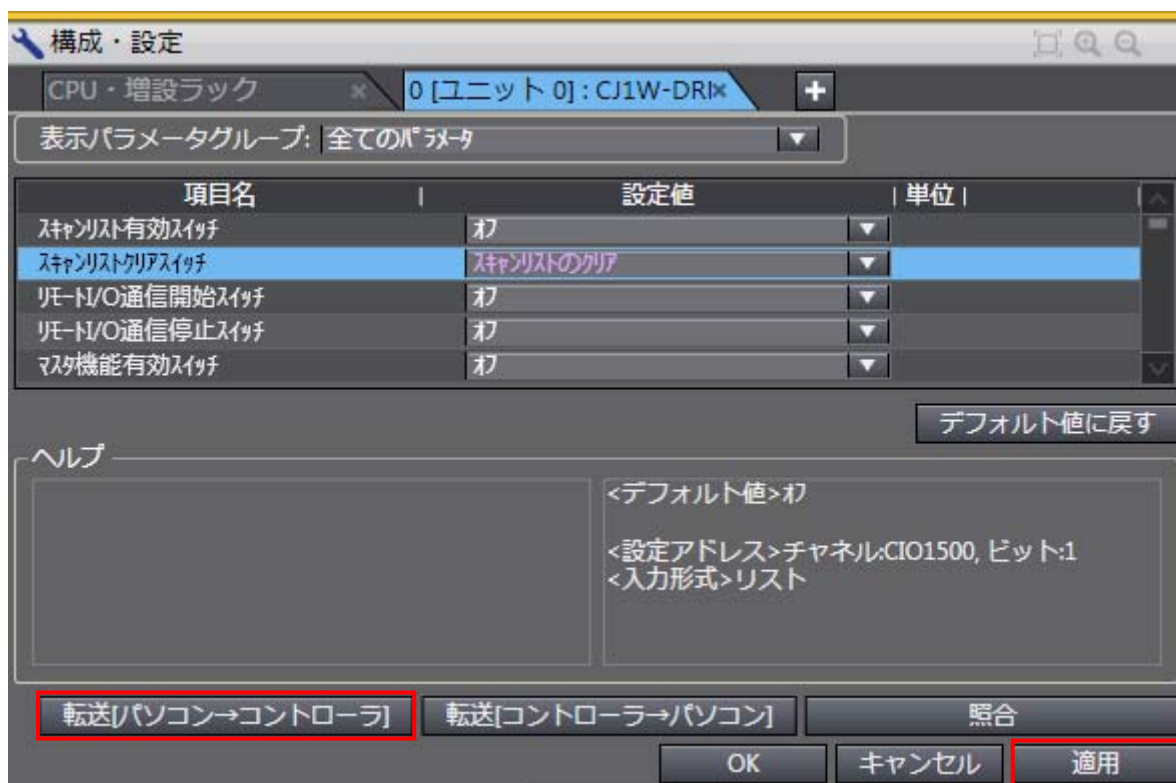 構成・設定
CPU・増設ラック
0 [ユニット 0] : CJ1W-DRI
表示パラメータグループ: 全てのﾊﾟﾗﾒｰﾀ
項目名 設定値 単位
ｽｷｬﾝﾘｽﾄ有効ｽｲｯﾁ ｵﾌ
ｽｷｬﾝﾘｽﾄｸﾘｱｽｲｯﾁ ｽｷｬﾝﾘｽﾄのｸﾘｱ
ﾘﾓｰﾄI/O通信開始ｽｲｯﾁ ｵﾌ
ﾘﾓｰﾄI/O通信停止ｽｲｯﾁ ｵﾌ
ﾏｽﾀ機能有効ｽｲｯﾁ ｵﾌ
デフォルト値に戻す
ヘルプ
<デフォルト値>ｵﾌ
<設定アドレス>チャネル:CIO1500, ビット:1
<入力形式>リスト
転送[パソコン→コントローラ] 転送[コントローラ→パソコン] 照合
OK キャンセル 適用